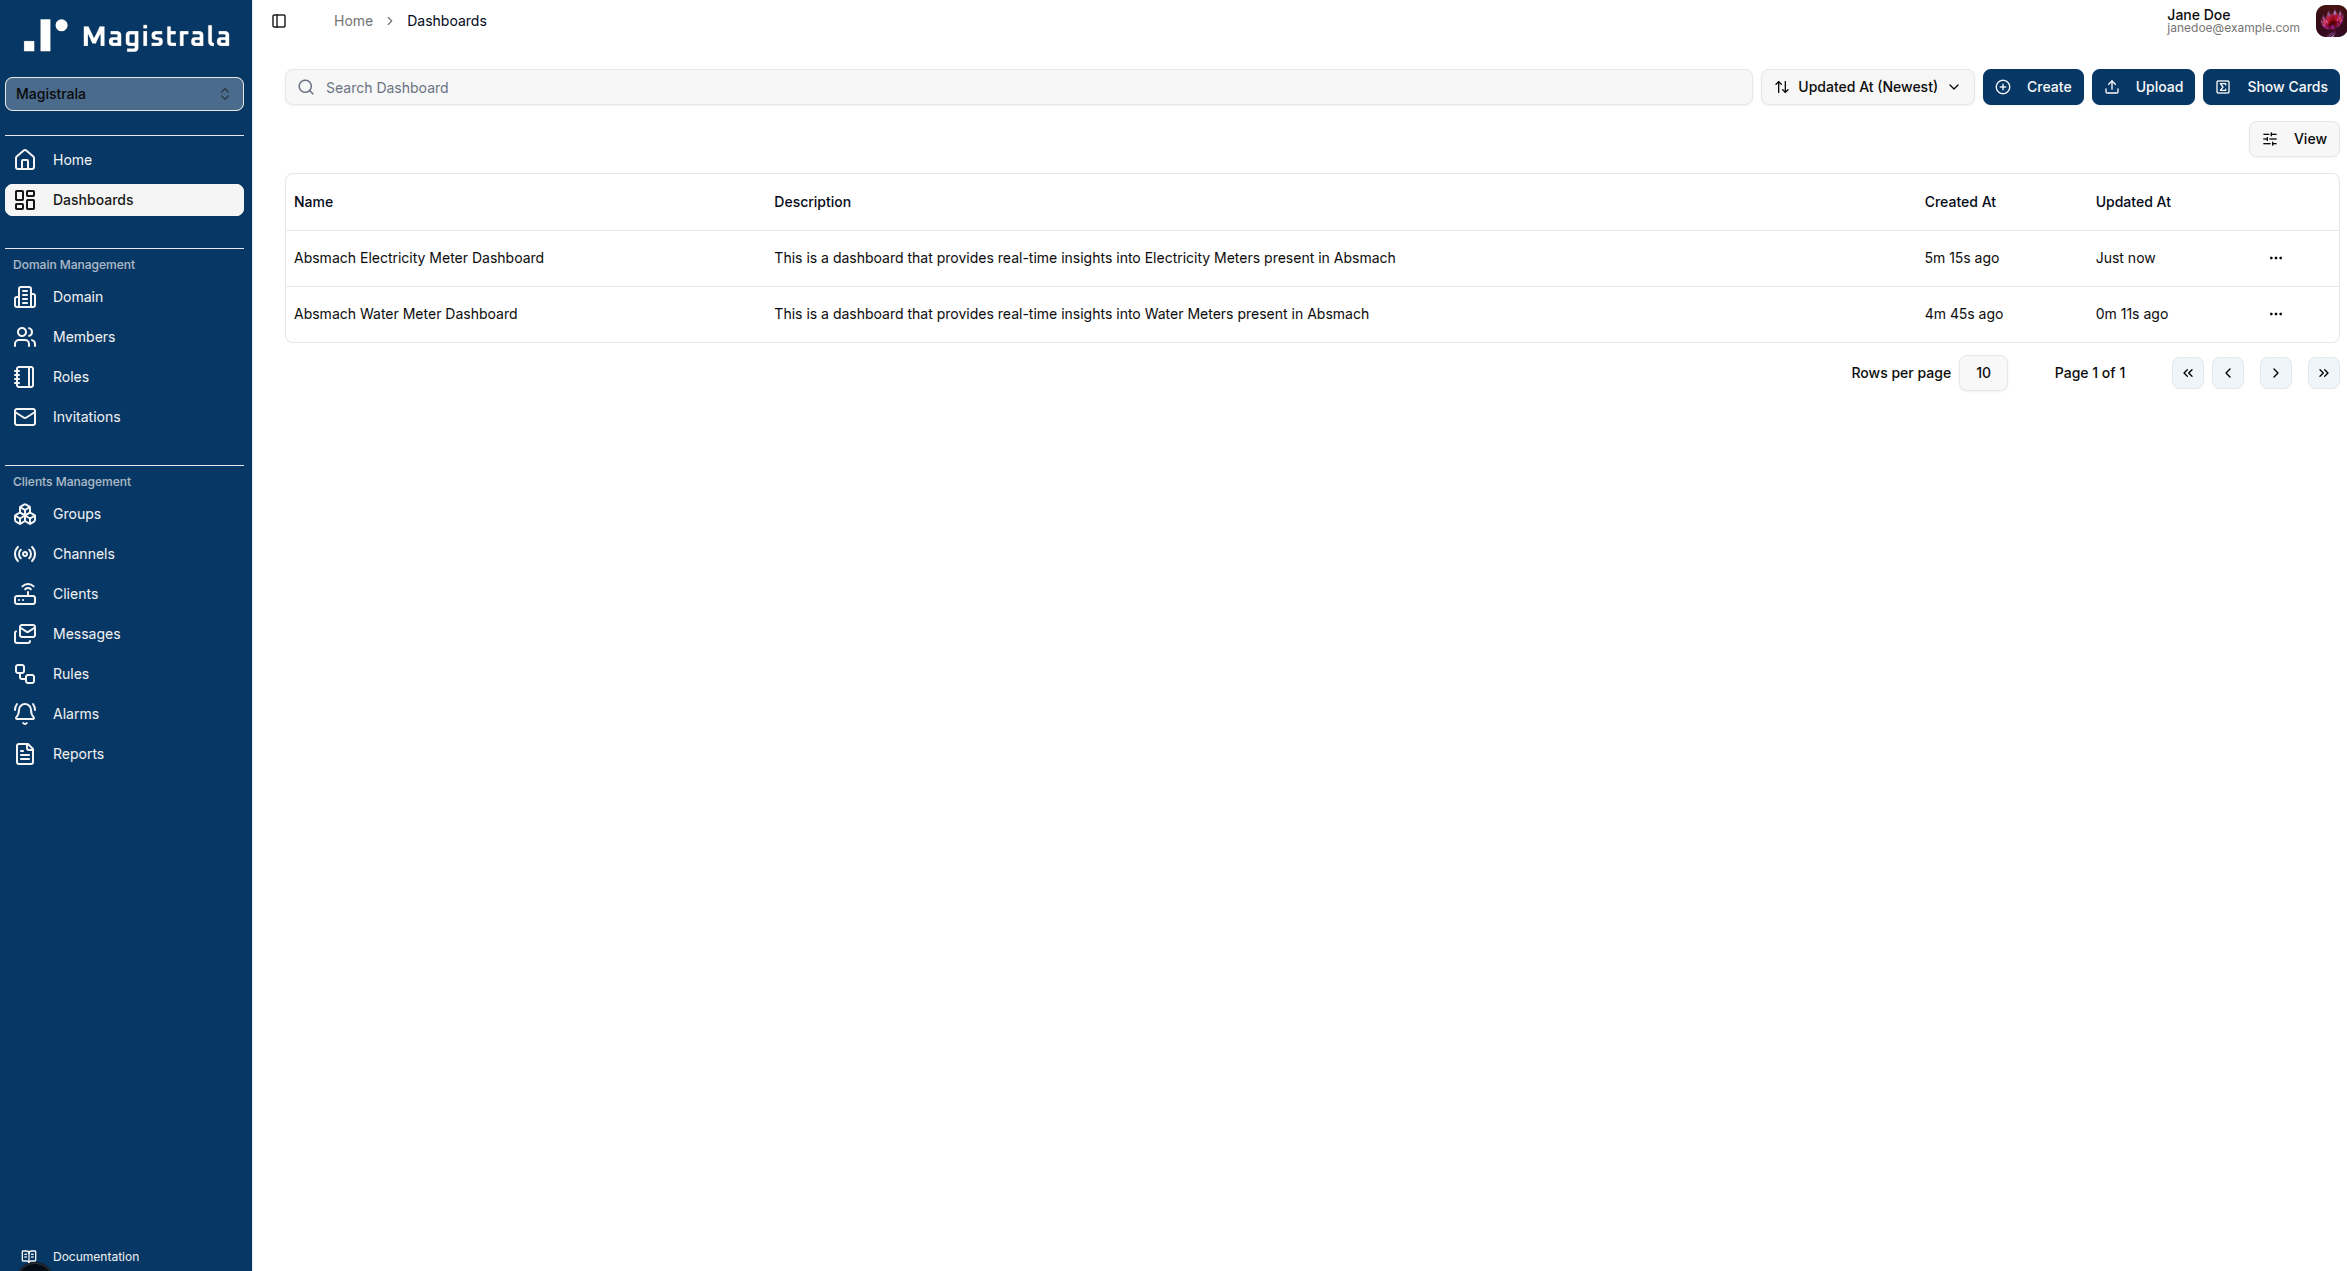 Magistrala
Magistrala
Home
Dashboards
Domain Management
Domain
Members
Roles
Invitations
Clients Management
Groups
Channels
Clients
Messages
Rules
Alarms
Reports
Documentation
Home > Dashboards
Jane Doe
janedoe@example.com
Search Dashboard
Updated At (Newest)
Create
Upload
Show Cards
View
Name Description Created At Updated At
Absmach Electricity Meter Dashboard This is a dashboard that provides real-time insights into Electricity Meters present in Absmach 5m 15s ago Just now ...
Absmach Water Meter Dashboard This is a dashboard that provides real-time insights into Water Meters present in Absmach 4m 45s ago 0m 11s ago ...
Rows per page 10 Page 1 of 1